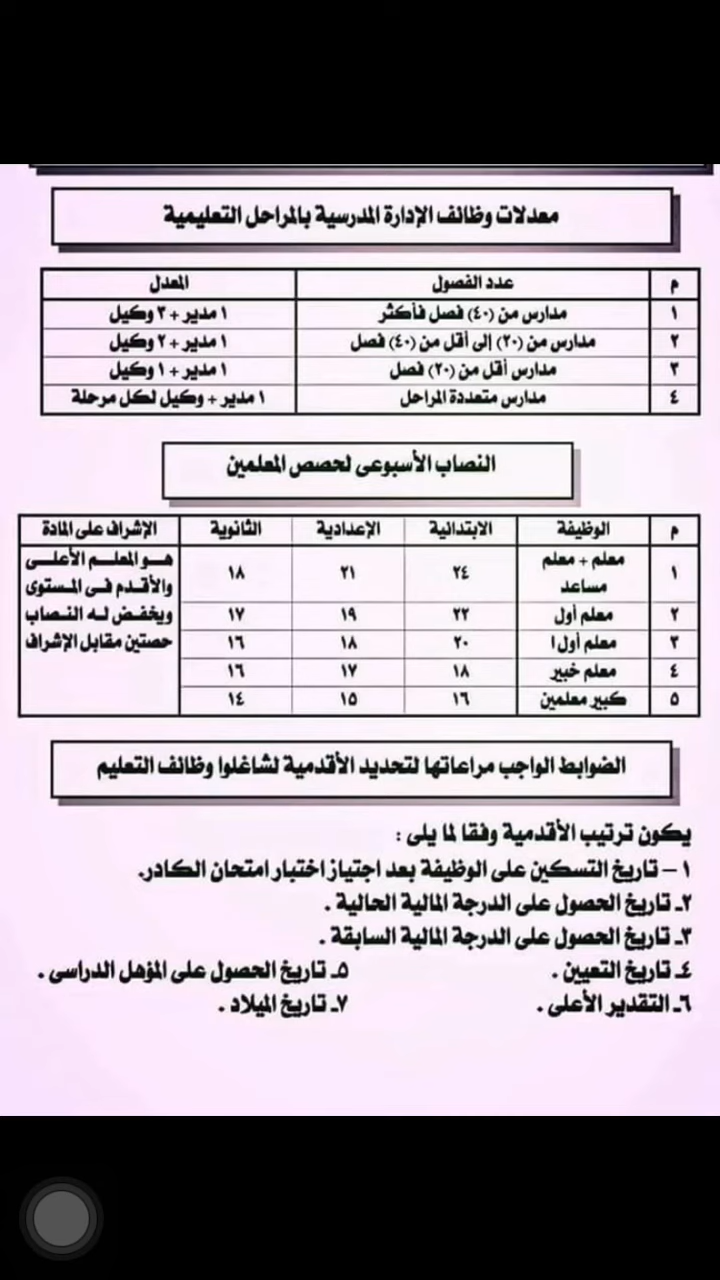 معدلات وظائف الإدارة المدرسية بالمراحل التعليمية
م عدد الفصول المعدل
١ مدارس من (٤٠) فصل فأكثر ١ مدير + ٣ وكيل
٢ مدارس من (٢٠) إلى أقل من (٤٠) فصل ١ مدير + ٢ وكيل
٣ مدارس أقل من (٢٠) فصل ١ مدير + ١ وكيل
٤ مدارس متعددة المراحل ١ مدير + وكيل لكل مرحلة
النصاب الأسبوعى لحصص المعلمين
م الوظيفة الابتدائية الإعدادية الثانوية الإشراف على المادة
١ معلم + معلم مساعد ٢٤ ٢١ ١٨
٢ معلم أول ٢٢ ١٩ ١٧
٣ معلم أول ا ٢٠ ١٨ ١٦
٤ معلم خبير ١٨ ١٧ ١٦
٥ كبير معلمين ١٦ ١٥ ١٤
هو المعلم الأعلى
والأقدم فى المستوى
ويخفض له النصاب
حصتين مقابل الإشراف
الضوابط الواجب مراعاتها لتحديد الأقدمية لشاغلوا وظائف التعليم
يكون ترتيب الأقدمية وفقا لما يلى :
١ – تاريخ التسكين على الوظيفة بعد اجتياز اختبار امتحان الكادر.
٢ـ تاريخ الحصول على الدرجة المالية الحالية .
٣ـ تاريخ الحصول على الدرجة المالية السابقة .
٤ـ تاريخ التعيين . ٥ـ تاريخ الحصول على المؤهل الدراسى .
٦ـ التقدير الأعلى . ٧ـ تاريخ الميلاد .